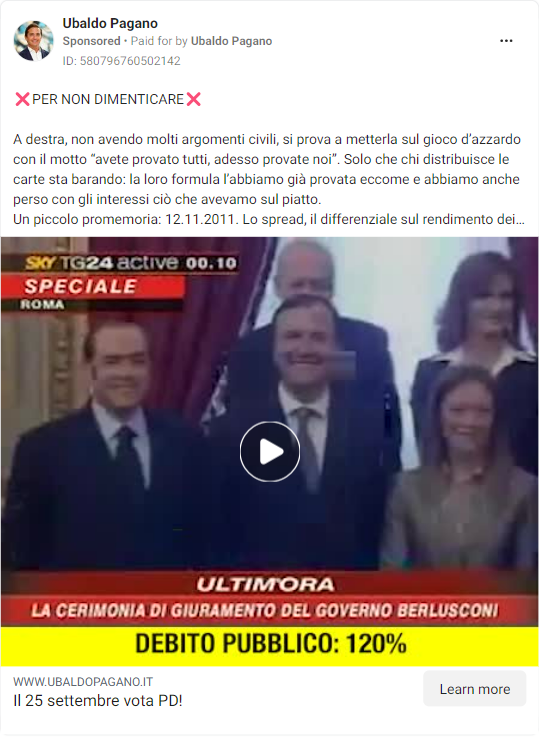 Ubaldo Pagano
Sponsored • Paid for by Ubaldo Pagano
ID: 580796760502142
❌PER NON DIMENTICARE❌
A destra, non avendo molti argomenti civili, si prova a metterla sul gioco d’azzardo
con il motto “avete provato tutti, adesso provate noi”. Solo che chi distribuisce le
carte sta barando: la loro formula l’abbiamo già provata eccome e abbiamo anche
perso con gli interessi ciò che avevamo sul piatto.
Un piccolo promemoria: 12.11.2011. Lo spread, il differenziale sul rendimento dei...
SKY TG24 active 00.10
SPECIALE
ROMA
ULTIM'ORA
LA CERIMONIA DI GIURAMENTO DEL GOVERNO BERLUSCONI
DEBITO PUBBLICO: 120%
WWW.UBALDOPAGANO.IT
Il 25 settembre vota PD!
Learn more